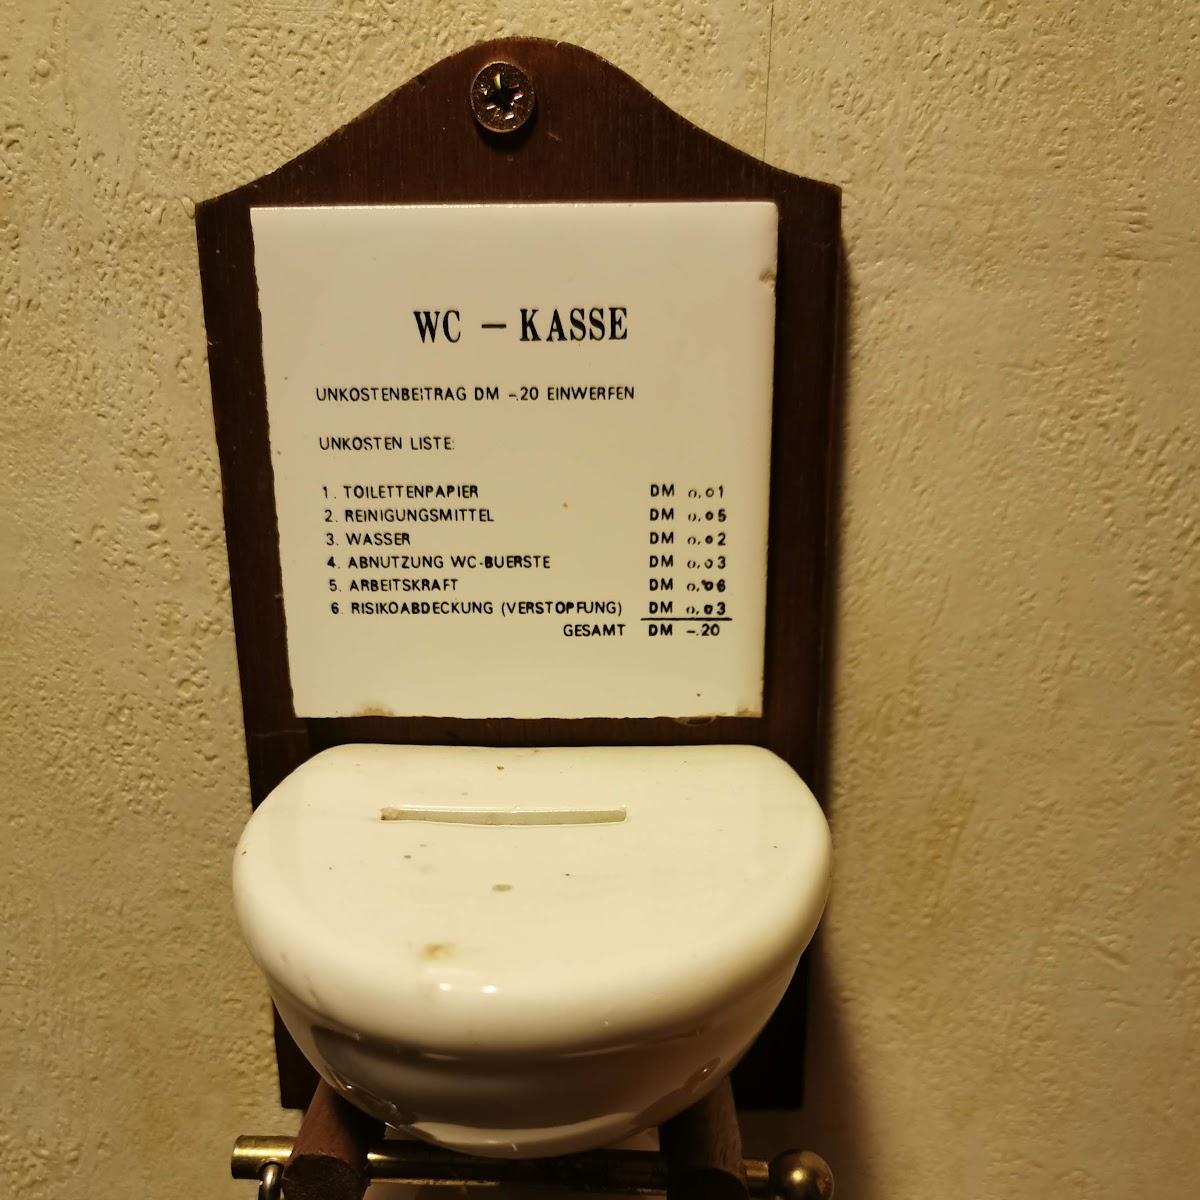 WC – KASSE
UNKOSTENBEITRAG DM -.20 EINWERFEN
UNKOSTEN LISTE:
1. TOILETTENPAPIER DM 0,01
2. REINIGUNGSMITTEL DM 0,05
3. WASSER DM 0,02
4. ABNUTZUNG WC-BUERSTE DM 0,03
5. ARBEITSKRAFT DM 0,06
6. RISIKOABDECKUNG (VERSTOPFUNG) DM 0,03
GESAMT DM -.20